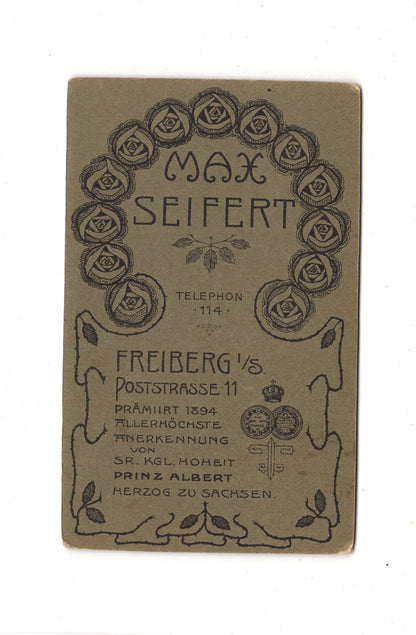 MAX
SEIFERT
TELEPHON
· 114 ·
FREIBERG i/S.
POSTSTRASSE 11
PRÄMIIRT 1894.
ALLERHÖCHSTE
ANERKENNUNG
VON
SR. KGL. HOHEIT
PRINZ ALBERT
HERZOG ZU SACHSEN.